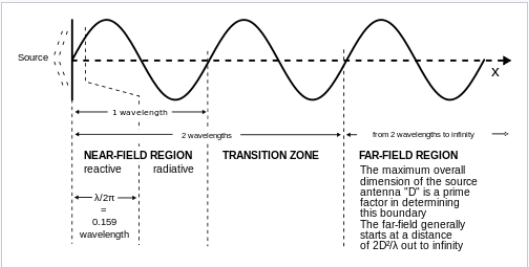 Source
X
1 wavelength
2 wavelengths
from 2 wavelengths to infinity
NEAR-FIELD REGION
TRANSITION ZONE
FAR-FIELD REGION
reactive
radiative
λ/2π
=
0.159
wavelength
The maximum overall
dimension of the source
antenna "D" is a prime
factor in determining
this boundary
The far-field generally
starts at a distance
of 2D²/λ out to infinity